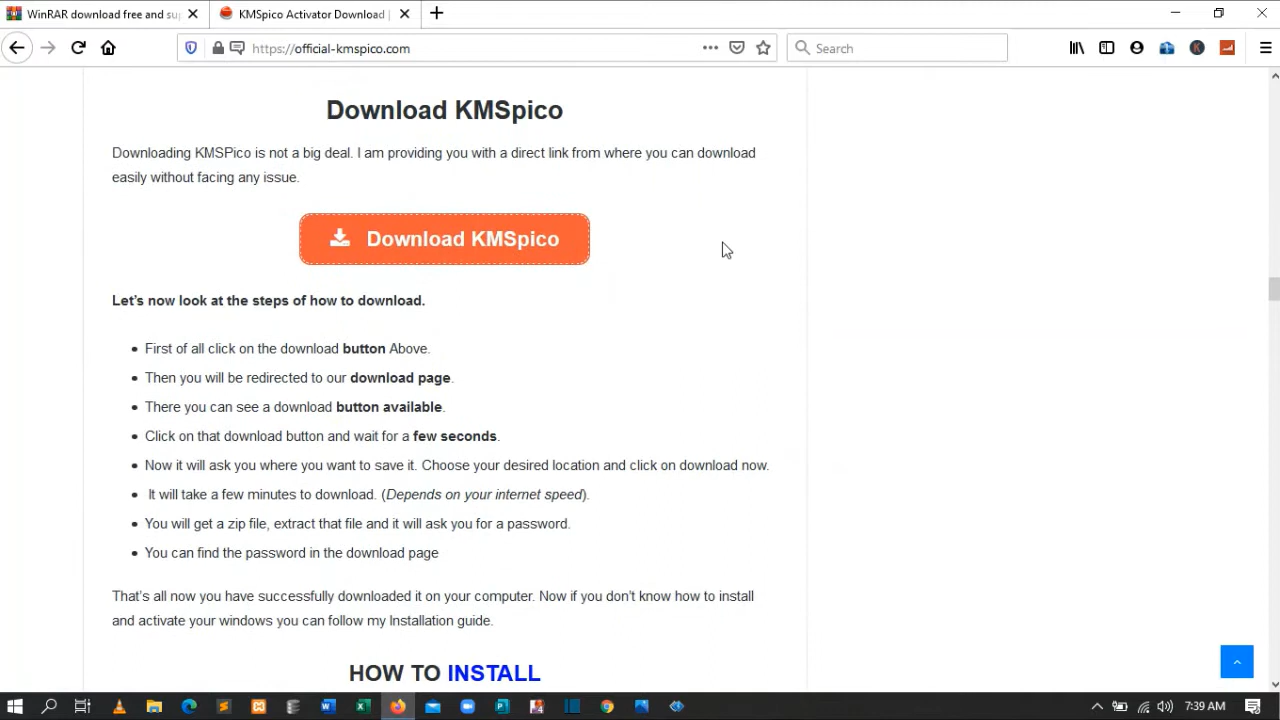 WinRAR download free and sup
KMSpico Activator Download |
https://official-kmspico.com
Search
Download KMSpico
Downloading KMSPico is not a big deal. I am providing you with a direct link from where you can download
easily without facing any issue.
Download KMSpico
Let's now look at the steps of how to download.
First of all click on the download button Above.
Then you will be redirected to our download page.
There you can see a download button available.
Click on that download button and wait for a few seconds.
Now it will ask you where you want to save it. Choose your desired location and click on download now.
It will take a few minutes to download. (Depends on your internet speed).
You will get a zip file, extract that file and it will ask you for a password.
You can find the password in the download page
That's all now you have successfully downloaded it on your computer. Now if you don't know how to install
and activate your windows you can follow my Installation guide.
HOW TO INSTALL
7:39 AM